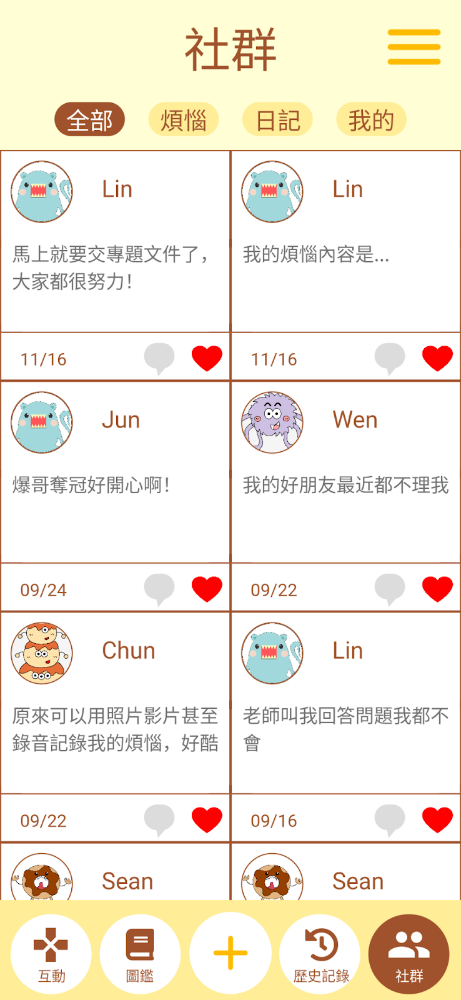 社群
全部
煩惱
日記
我的
Lin
馬上就要交專題文件了，
大家都很努力！
11/16
Lin
我的煩惱內容是...
11/16
Jun
爆哥奪冠好開心啊！
09/24
Wen
我的好朋友最近都不理我
09/22
Chun
原來可以用照片影片甚至
錄音記錄我的煩惱，好酷
09/22
Lin
老師叫我回答問題我都不
會
09/16
Sean
Sean
互動
圖鑑
歷史記錄
社群